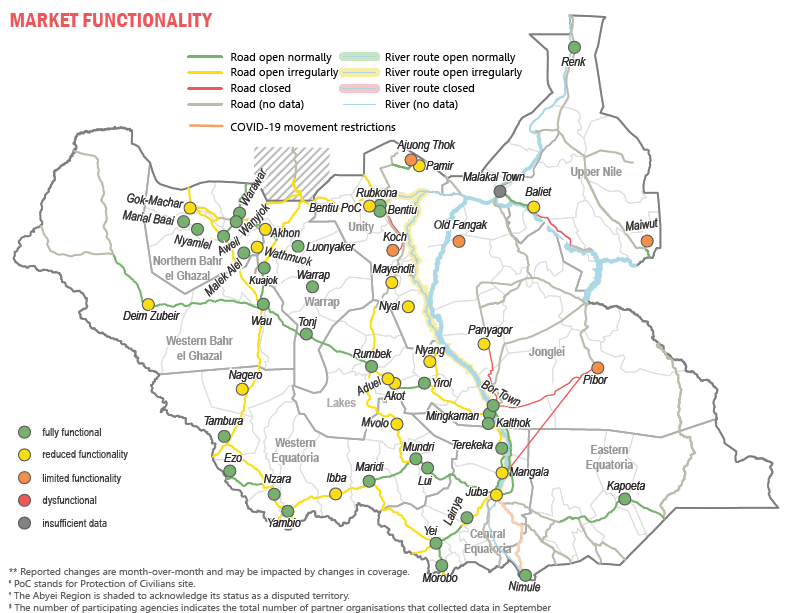 MARKET FUNCTIONALITY
Road open normally
Road open irregularly
Road closed
Road (no data)
COVID-19 movement restrictions
River route open normally
River route open irregularly
River route closed
River (no data)
Renk
Ajuong Thok
Pamir
Malakal Town
Upper Nile
Baliet
Maiwut
Gok-Machar
Warawar
Marial Baai
Nyamlel
Aweil
Wanyjok
Akhon
Rubkona
Bentiu PoC
Bentiu
Unity
Koch
Old Fangak
Wathmuok
Luonyaker
Northern Bahr
el Ghazal
Malek Alel
Kuajok
Warrap
Warrap
Mayendit
Nyal
Deim Zubeir
Wau
Tonj
Western Bahr
el Ghazal
Panyagor
Jonglei
Rumbek
Nyang
Pibor
Nagero
Aduel
Akot
Yirol
Lakes
Bor Town
Mingkaman
Kalthok
Tambura
Mvolo
Western
Equatoria
Terekeka
Eastern
Equatoria
Ezo
Mundri
Lui
Maridi
Mangala
Nzara
Ibba
Juba
Kapoeta
Yambio
Lainya
Yei
Central
Equatoria
Morobo
Nimule
fully functional
reduced functionality
limited functionality
dysfunctional
insufficient data
** Reported changes are month-over-month and may be impacted by changes in coverage.
ª PoC stands for Protection of Civilians site.
† The Abyei Region is shaded to acknowledge its status as a disputed territory.
§ The number of participating agencies indicates the total number of partner organisations that collected data in September